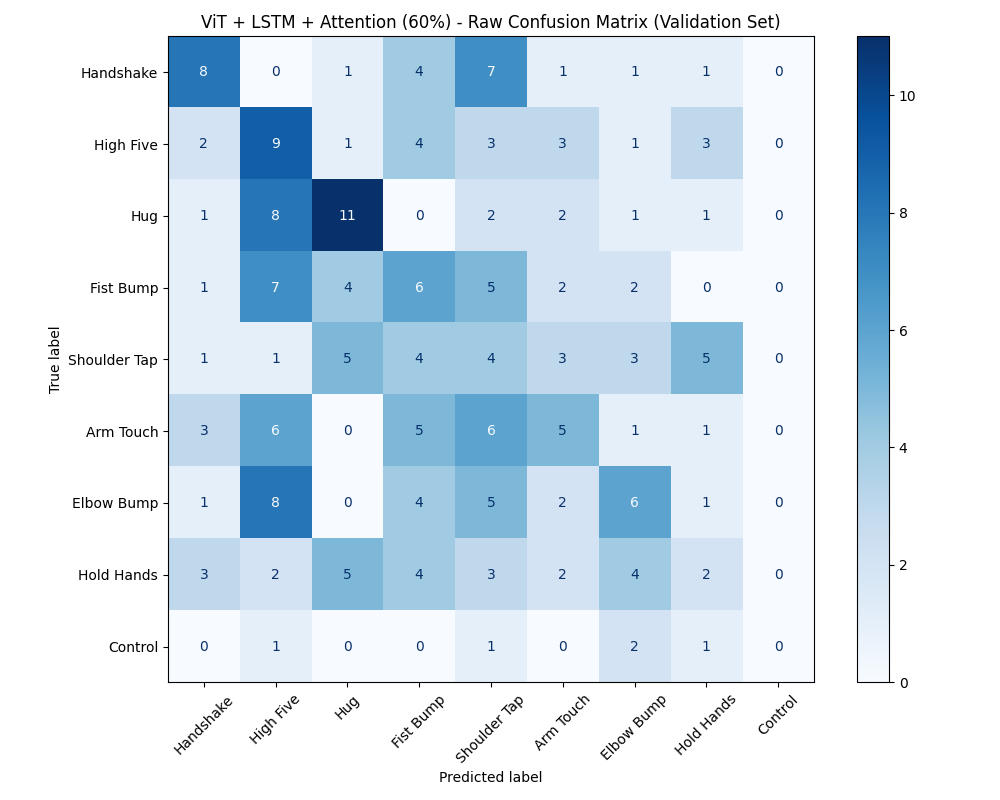 ViT + LSTM + Attention (60%) - Raw Confusion Matrix (Validation Set)
Handshake 8 0 1 4 7 1 1 1 0
High Five 2 9 1 4 3 3 1 3 0
Hug 1 8 11 0 2 2 1 1 0
Fist Bump 1 7 4 6 5 2 2 0 0
Shoulder Tap 1 1 5 4 4 3 3 5 0
Arm Touch 3 6 0 5 6 5 1 1 0
Elbow Bump 1 8 0 4 5 2 6 1 0
Hold Hands 3 2 5 4 3 2 4 2 0
Control 0 1 0 0 1 0 2 1 0
True label
Handshake High Five Hug Fist Bump Shoulder Tap Arm Touch Elbow Bump Hold Hands Control
Predicted label
10
8
6
4
2
0